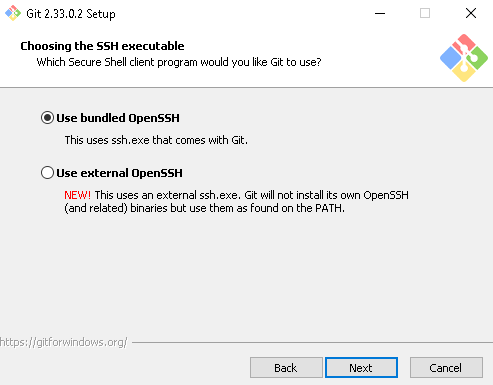 Git 2.33.0.2 Setup
Choosing the SSH executable
Which Secure Shell client program would you like Git to use?
Use bundled OpenSSH
This uses ssh.exe that comes with Git.
Use external OpenSSH
NEW! This uses an external ssh.exe. Git will not install its own OpenSSH
(and related) binaries but use them as found on the PATH.
https://gitforwindows.org/
Back
Next
Cancel